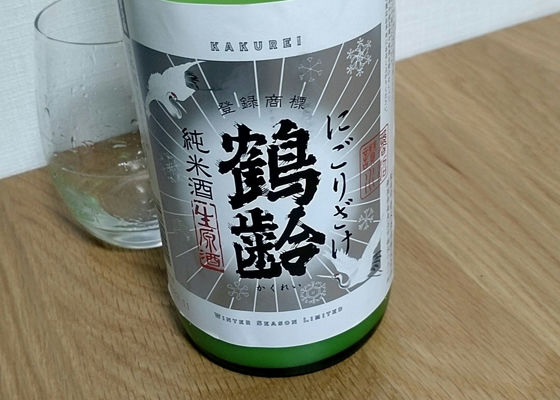 KAKUREI
登録商標
にごりざけ
鶴齢
かくれい
純米酒
生原酒
WINTER SEASON LIMITED